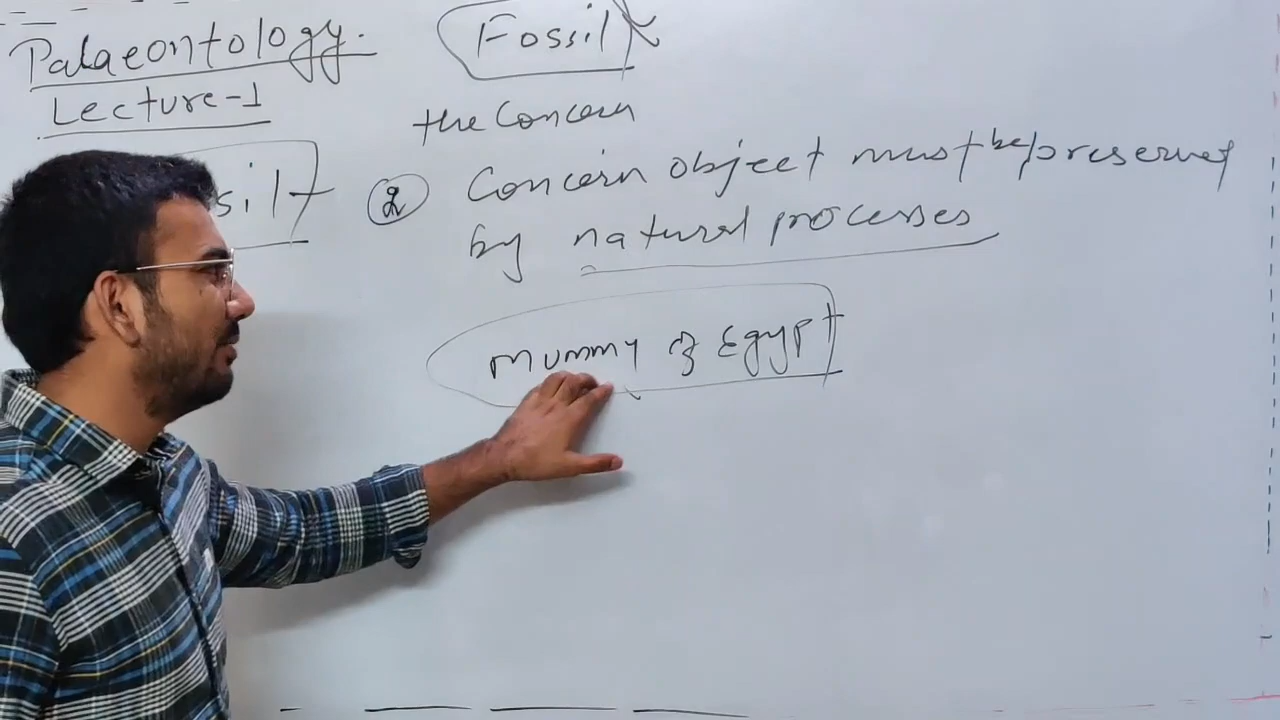 Palaeontology.
Lecture-1
Fossil
the Concern
② Concern object must be preserved
by natural processes
Mummy of Egypt